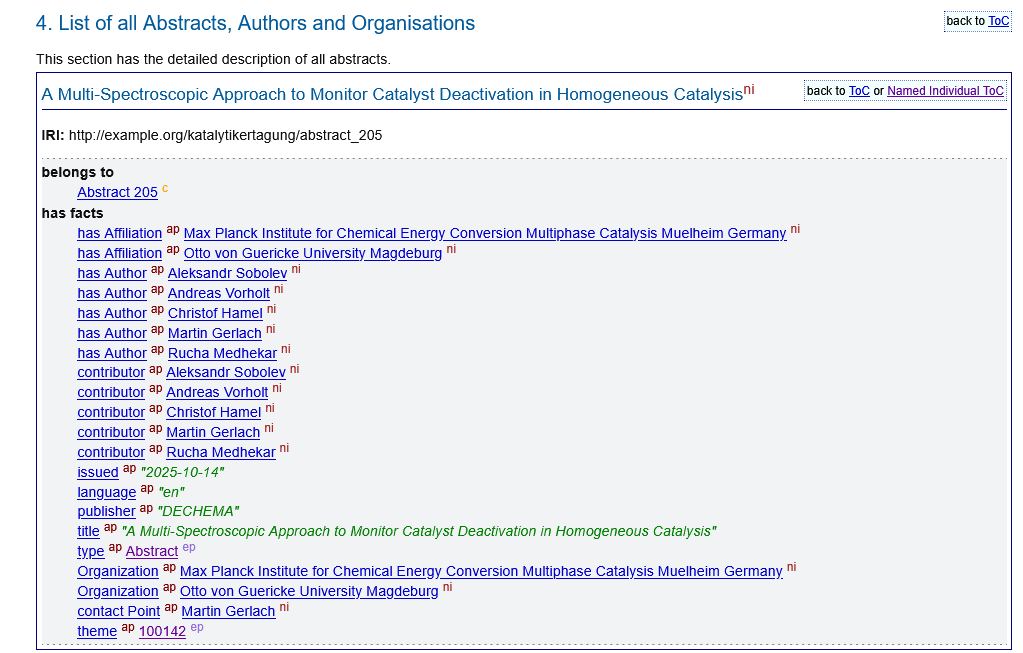 4. List of all Abstracts, Authors and Organisations
back to ToC
This section has the detailed description of all abstracts.
A Multi-Spectroscopic Approach to Monitor Catalyst Deactivation in Homogeneous Catalysis ni
back to ToC or Named Individual ToC
IRI: http://example.org/katalytikertagung/abstract_205
belongs to
Abstract 205 c
has facts
has Affiliation ap Max Planck Institute for Chemical Energy Conversion Multiphase Catalysis Muelheim Germany ni
has Affiliation ap Otto von Guericke University Magdeburg ni
has Author ap Aleksandr Sobolev ni
has Author ap Andreas Vorholt ni
has Author ap Christof Hamel ni
has Author ap Martin Gerlach ni
has Author ap Rucha Medhekar ni
contributor ap Aleksandr Sobolev ni
contributor ap Andreas Vorholt ni
contributor ap Christof Hamel ni
contributor ap Martin Gerlach ni
contributor ap Rucha Medhekar ni
issued ap "2025-10-14"
language ap "en"
publisher ap "DECHEMA"
title ap "A Multi-Spectroscopic Approach to Monitor Catalyst Deactivation in Homogeneous Catalysis"
type ap Abstract ep
Organization ap Max Planck Institute for Chemical Energy Conversion Multiphase Catalysis Muelheim Germany ni
Organization ap Otto von Guericke University Magdeburg ni
contact Point ap Martin Gerlach ni
theme ap 100142 ep